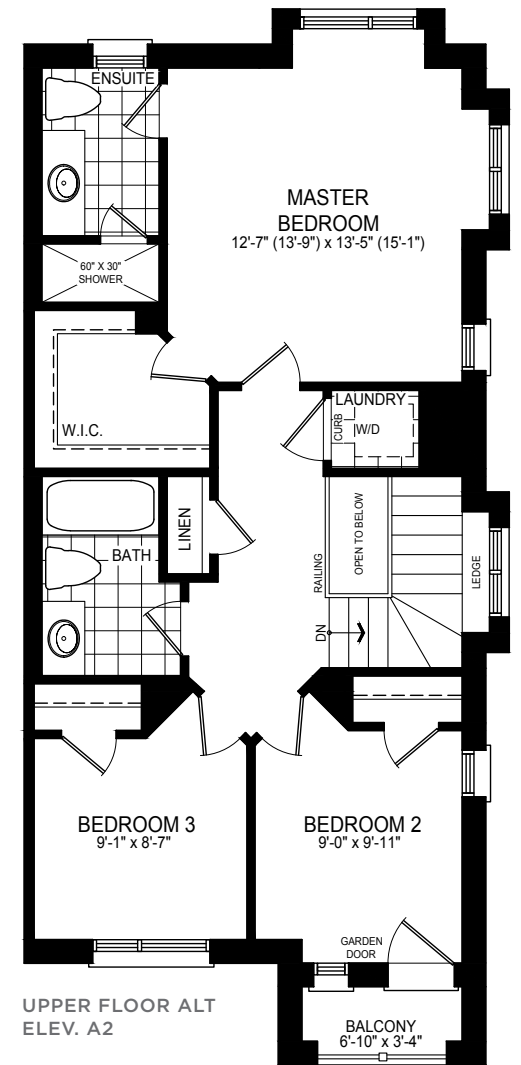 ENSUITE
MASTER
BEDROOM
12'-7" (13'-9") x 13'-5" (15'-1")
60" X 30"
SHOWER
W.I.C.
LAUNDRY
CURB
W/D
LINEN
BATH
OPEN TO BELOW
RAILING
LEDGE
DN
BEDROOM 3
9'-1" x 8'-7"
BEDROOM 2
9'-0" x 9'-11"
GARDEN
DOOR
BALCONY
6'-10" x 3'-4"
UPPER FLOOR ALT
ELEV. A2